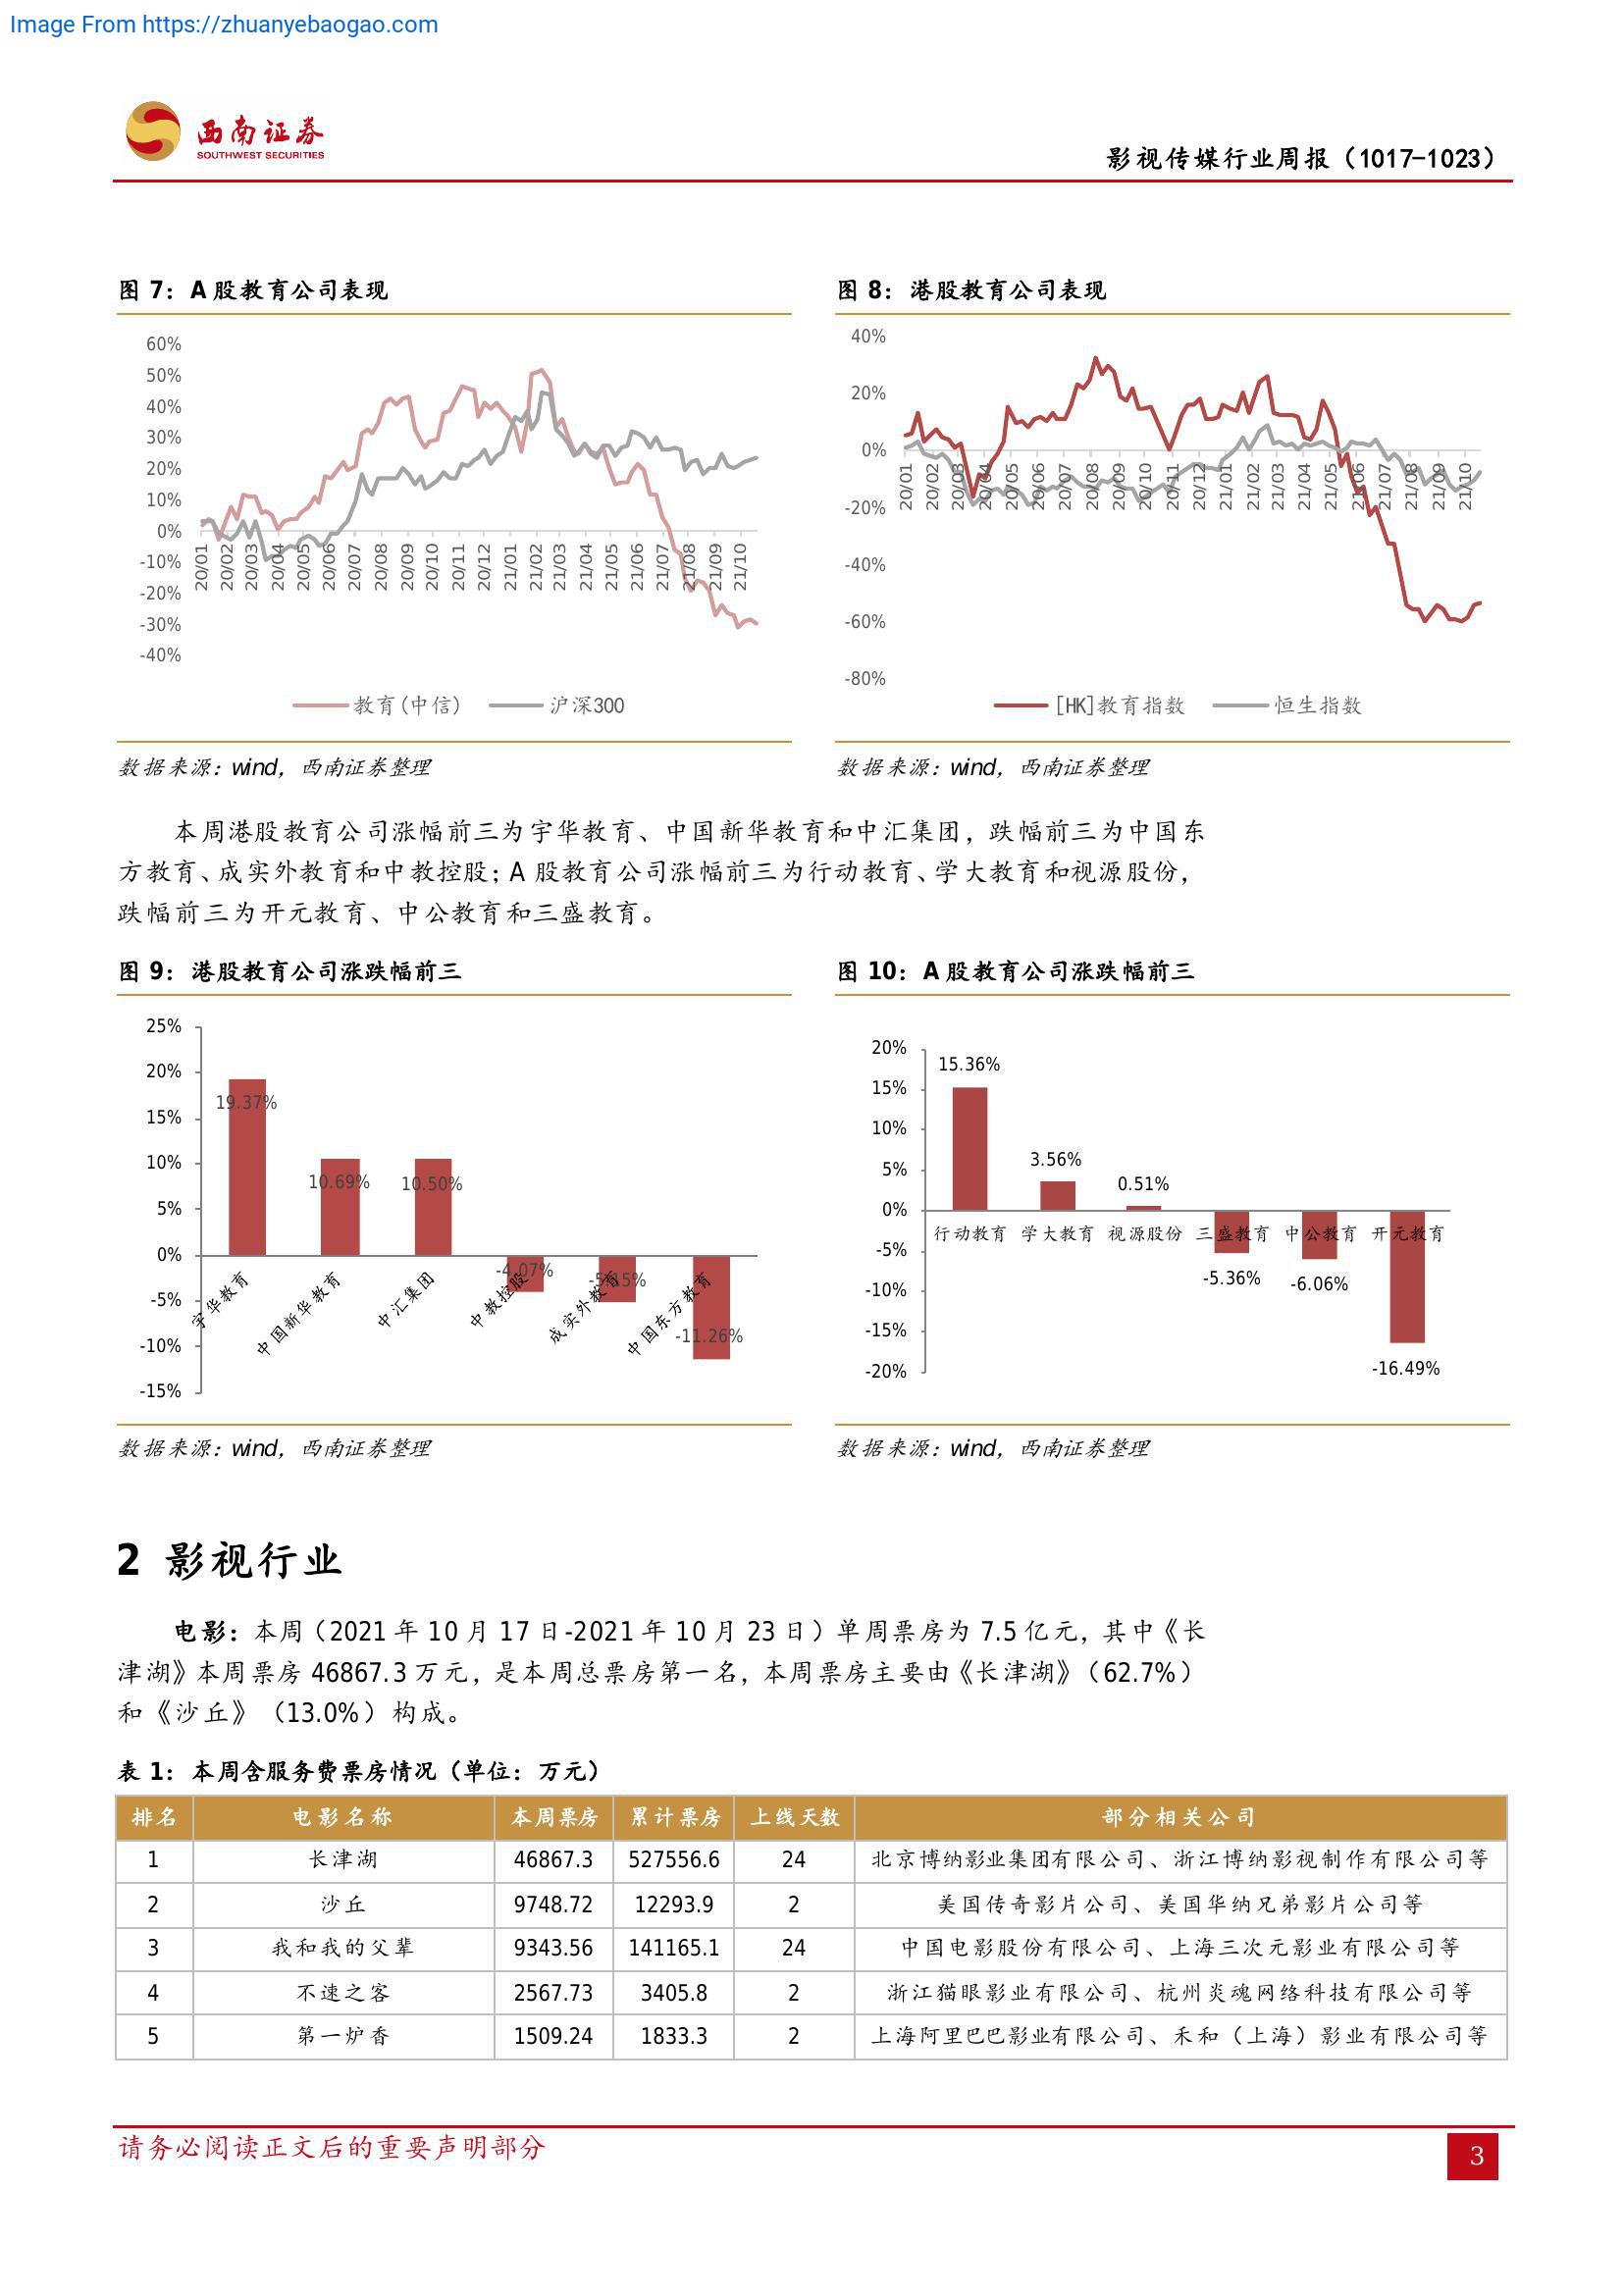 Image From https://zhuanyebaogao.com
西南证券
SOUTHWEST SECURITIES
影视传媒行业周报（1017-1023）
图 7：A 股教育公司表现
60%
50%
40%
30%
20%
10%
0%
-10%
-20%
-30%
-40%
20/01 20/02 20/03 20/04 20/05 20/06 20/07 20/08 20/09 20/10 20/11 20/12 21/01 21/02 21/03 21/04 21/05 21/06 21/07 21/08 21/09 21/10
教育(中信) 沪深300
数据来源：wind，西南证券整理
图 8：港股教育公司表现
40%
20%
0%
-20%
-40%
-60%
-80%
20/01 20/02 20/03 20/04 20/05 20/06 20/07 20/08 20/09 20/10 20/11 20/12 21/01 21/02 21/03 21/04 21/05 21/06 21/07 21/08 21/09 21/10
[HK]教育指数 恒生指数
数据来源：wind，西南证券整理
本周港股教育公司涨幅前三为宇华教育、中国新华教育和中汇集团，跌幅前三为中国东
方教育、成实外教育和中教控股；A 股教育公司涨幅前三为行动教育、学大教育和视源股份，
跌幅前三为开元教育、中公教育和三盛教育。
图 9：港股教育公司涨跌幅前三
25%
20%
15%
10%
5%
0%
-5%
-10%
-15%
19.37% 10.69% 10.50% -4.07% -5.15% -11.26%
宇华教育 中国新华教育 中汇集团 中教控股 成实外教育 中国东方教育
数据来源：wind，西南证券整理
图 10：A 股教育公司涨跌幅前三
20%
15%
10%
5%
0%
-5%
-10%
-15%
-20%
15.36% 3.56% 0.51% -5.36% -6.06% -16.49%
行动教育 学大教育 视源股份 三盛教育 中公教育 开元教育
数据来源：wind，西南证券整理
2 影视行业
电影：本周（2021 年 10 月 17 日-2021 年 10 月 23 日）单周票房为 7.5 亿元，其中《长
津湖》本周票房 46867.3 万元，是本周总票房第一名，本周票房主要由《长津湖》（62.7%）
和《沙丘》（13.0%）构成。
表 1：本周含服务费票房情况（单位：万元）
排名 电影名称 本周票房 累计票房 上线天数 部分相关公司
1 长津湖 46867.3 527556.6 24 北京博纳影业集团有限公司、浙江博纳影视制作有限公司等
2 沙丘 9748.72 12293.9 2 美国传奇影片公司、美国华纳兄弟影片公司等
3 我和我的父辈 9343.56 141165.1 24 中国电影股份有限公司、上海三次元影业有限公司等
4 不速之客 2567.73 3405.8 2 浙江猫眼影业有限公司、杭州炎魂网络科技有限公司等
5 第一炉香 1509.24 1833.3 2 上海阿里巴巴影业有限公司、禾和（上海）影业有限公司等
请务必阅读正文后的重要声明部分
3